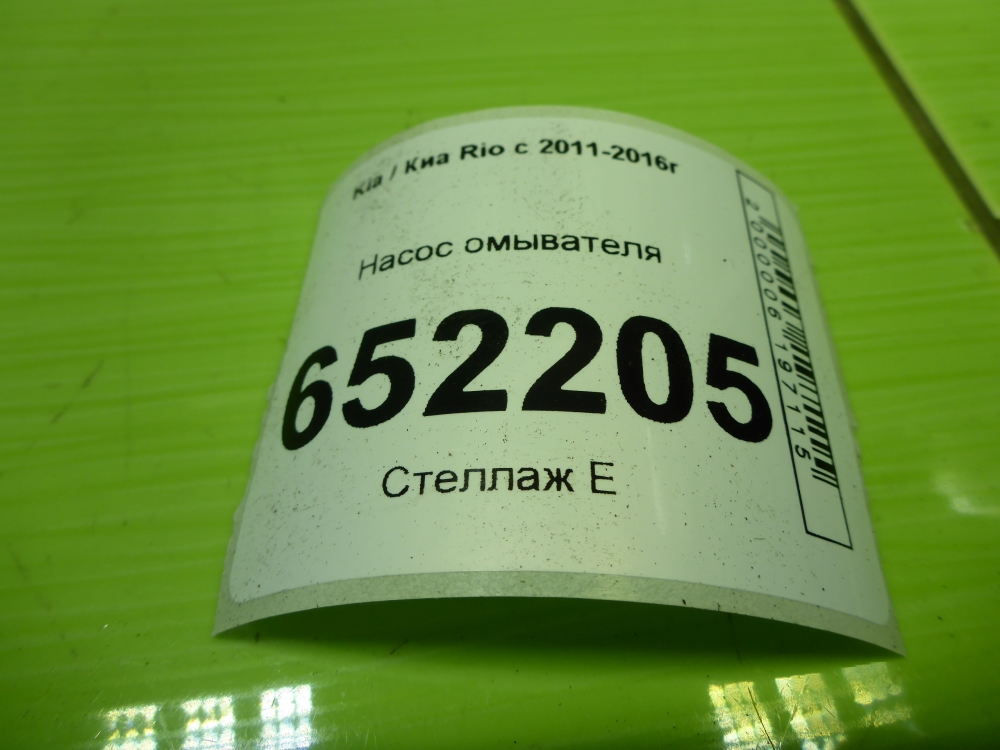 Kia / Киа Rio с 2011-2016г
Насос омывателя
652205
Стеллаж Е
2000006197115